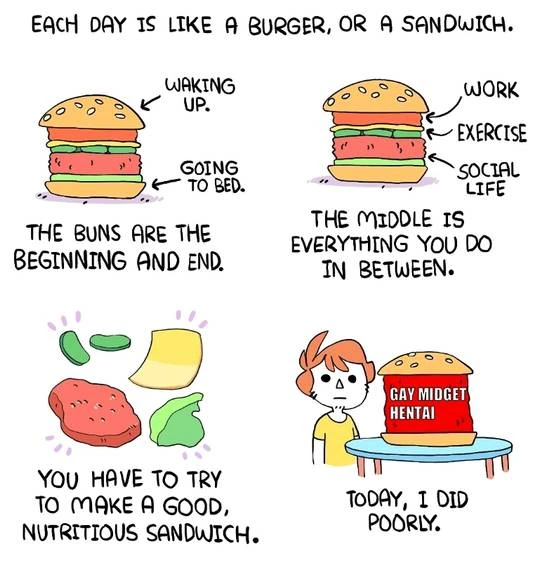 EACH DAY IS LIKE A BURGER, OR A SANDWICH.
WAKING
UP.
GOING
TO BED.
THE BUNS ARE THE
BEGINNING AND END.
WORK
EXERCISE
SOCIAL
LIFE
THE MIDDLE IS
EVERYTHING YOU DO
IN BETWEEN.
YOU HAVE TO TRY
TO MAKE A GOOD,
NUTRITIOUS SANDWICH.
GAY MIDGET
HENTAI
TODAY, I DID
POORLY.